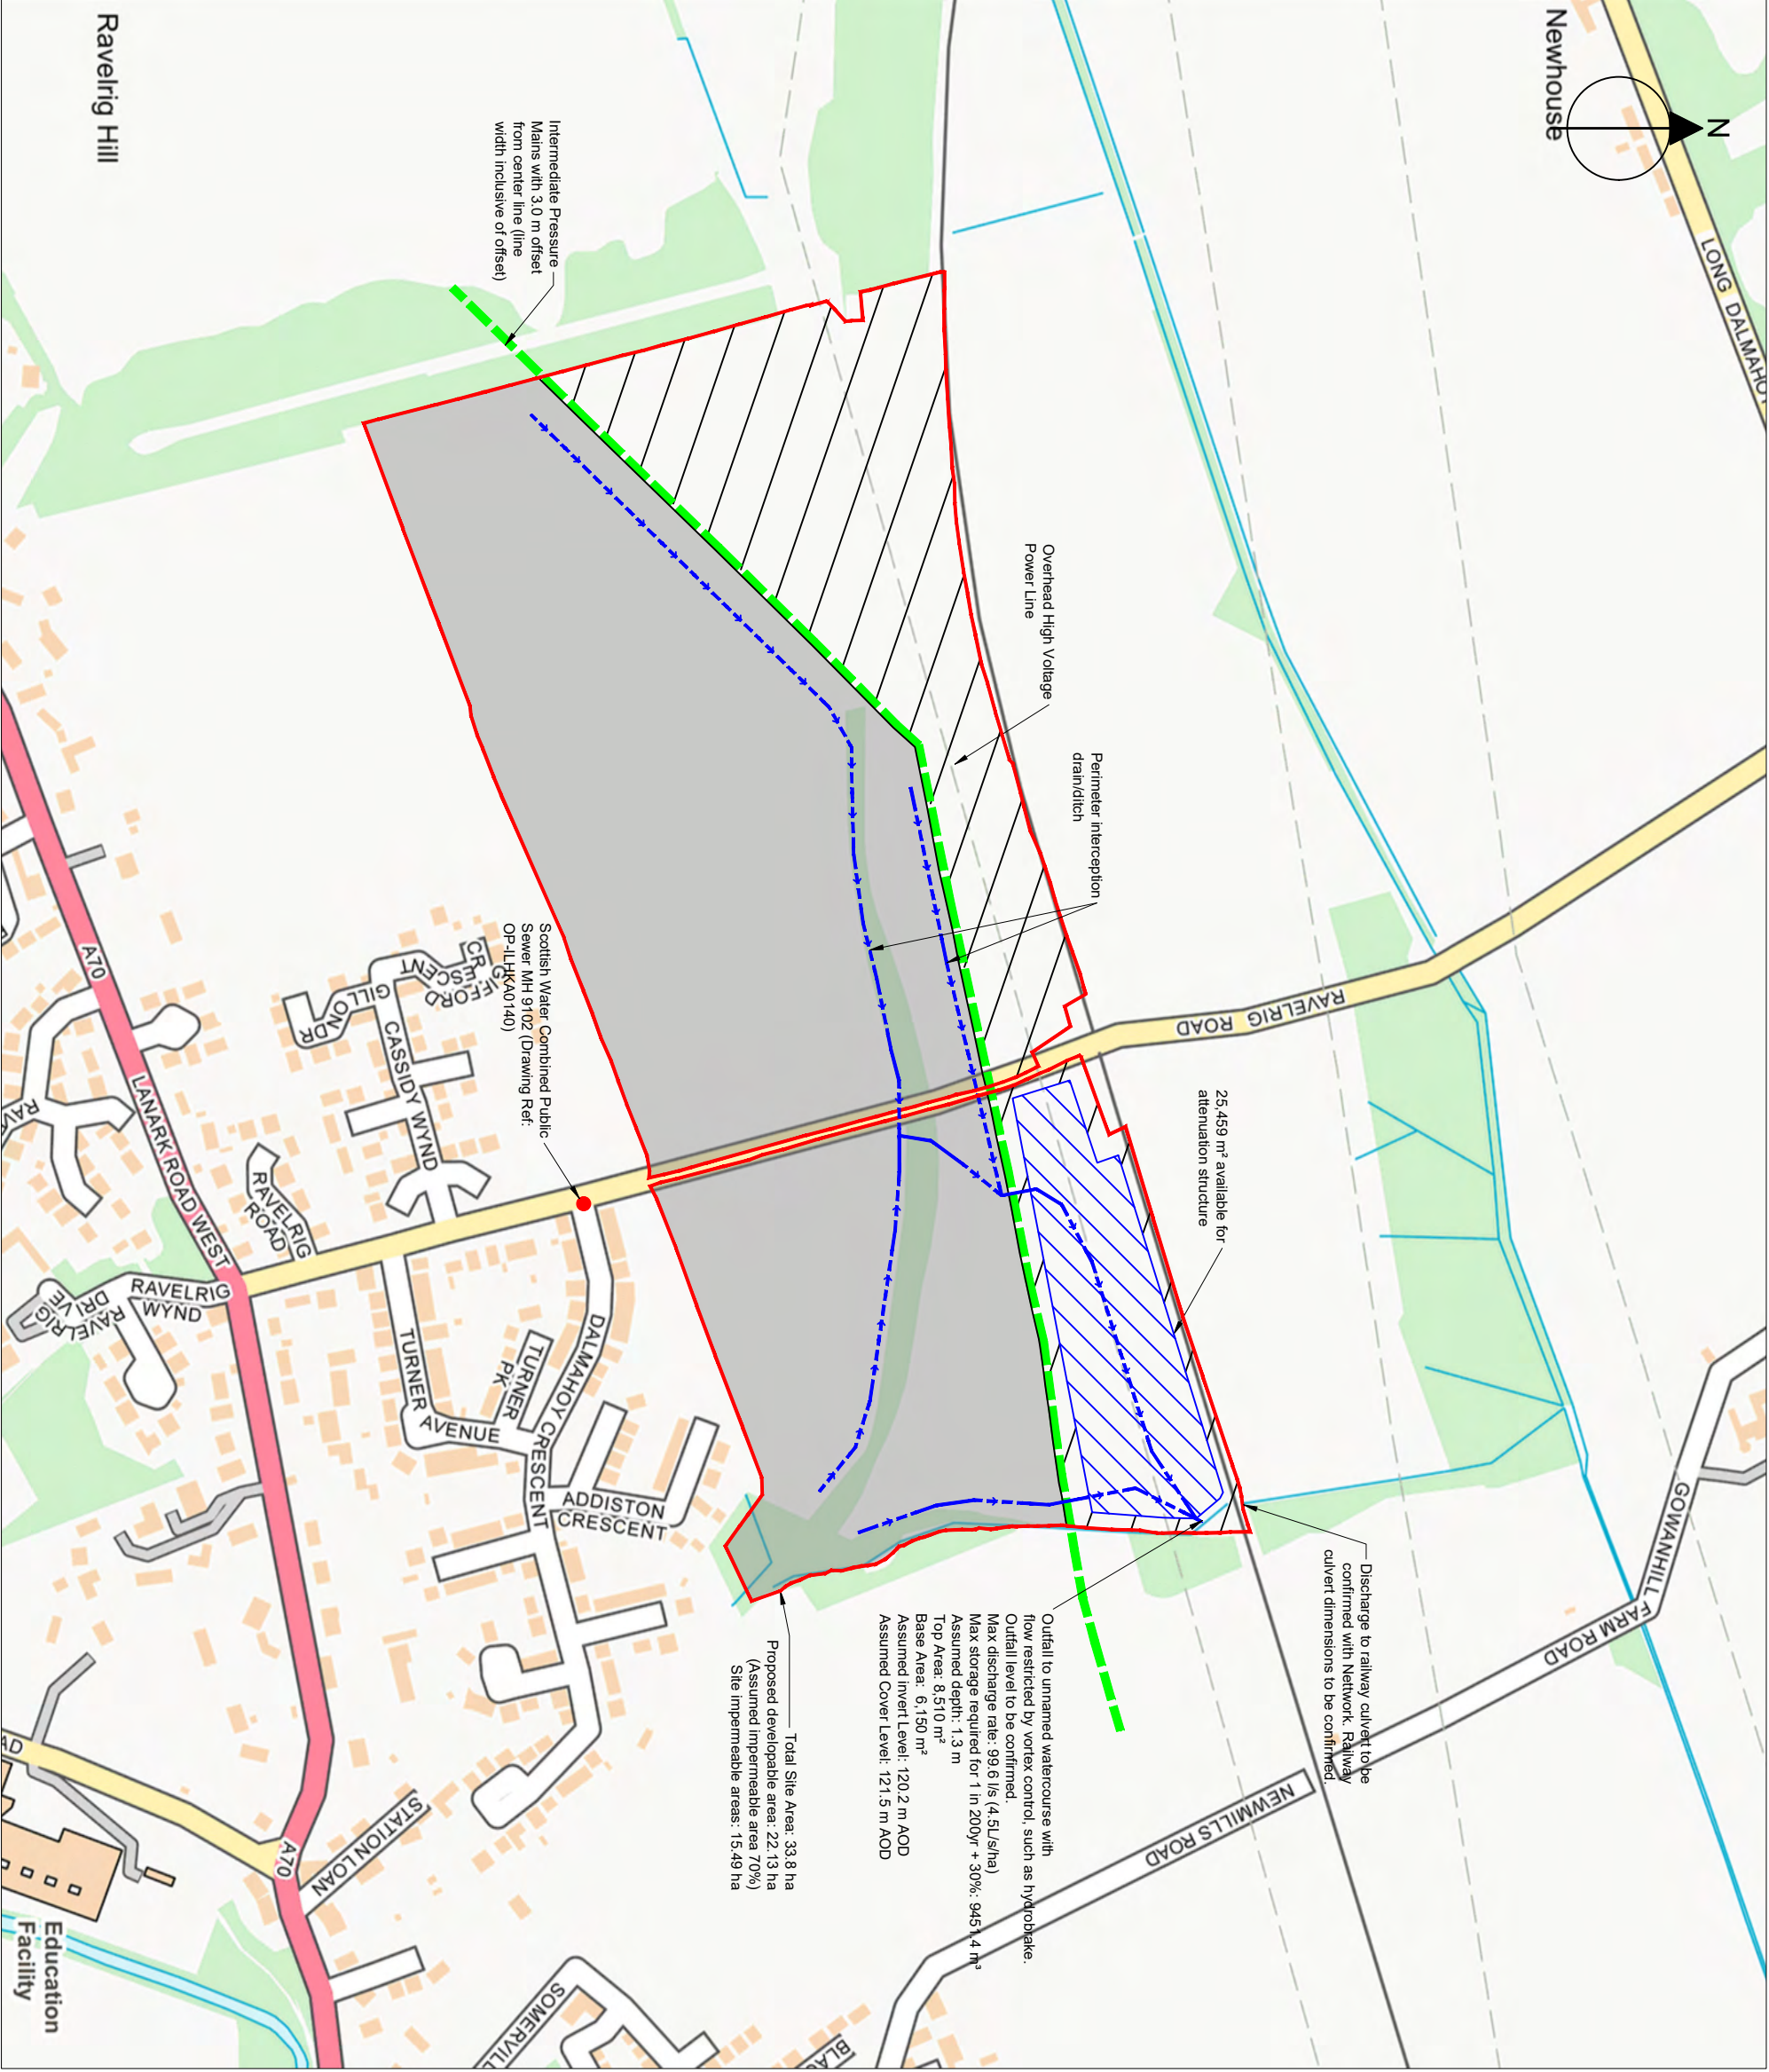 N
Newhouse
LONG DALMAHOY
Ravelrig Hill
Intermediate Pressure
Mains with 3.0 m offset
from center line (line
width inclusive of offset)
Overhead High Voltage
Power Line
Perimeter interception
drain/ditch
RAVELRIG ROAD
25,459 m² available for
attenuation structure
GOWANHILL FARM ROAD
Discharge to railway culvert to be
confirmed with Nettwork. Railway
culvert dimensions to be confirmed.
Outfall to unnamed watercourse with
flow restricted by vortex control, such as hydrobrake.
Outfall level to be confirmed.
Max discharge rate: 99.6 l/s (4.5L/s/ha)
Max storage required for 1 in 200yr + 30%: 9451.4 m³
Assumed depth: 1.3 m
Top Area: 8,510 m²
Base Area: 6,150 m²
Assumed invert Level: 120.2 m AOD
Assumed Cover Level: 121.5 m AOD
Total Site Area: 33.8 ha
Proposed developable area: 22.13 ha
(Assumed impermeable area 70%)
Site impermeable areas: 15.49 ha
NEWMILLS ROAD
Scottish Water Combined Public
Sewer MH 9102 (Drawing Ref:
OP-ILHKA0140)
GIFFORD
CRESCENT
GILLON DR
CASSIDY WYND
A70
LANARK ROAD WEST
RAVELRIG
ROAD
RAVELRIG
WYND
RAVELRIG
DRIVE
RAV
TURNER
AVENUE
TURNER
PK
DALMAHOY CRESCENT
ADDISTON
CRESCENT
STATION LOAN
A70
AD
SOMERVIL
BLA
Education
Facility